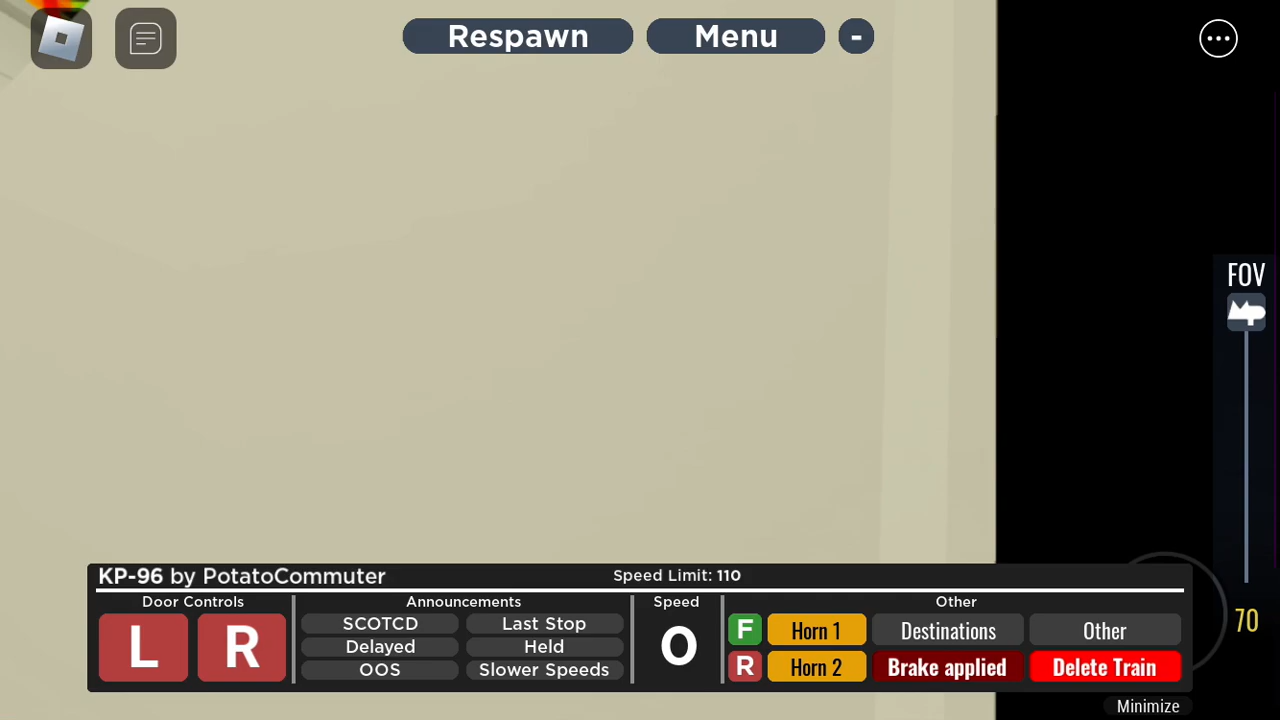 Respawn Menu -
FOV
KP-96 by PotatoCommuter Speed Limit: 110
Door Controls Announcements Speed Other
L R
SCOTCD Last Stop
Delayed Held
OOS Slower Speeds
0
F Horn 1 Destinations Other
R Horn 2 Brake applied Delete Train
70
Minimize